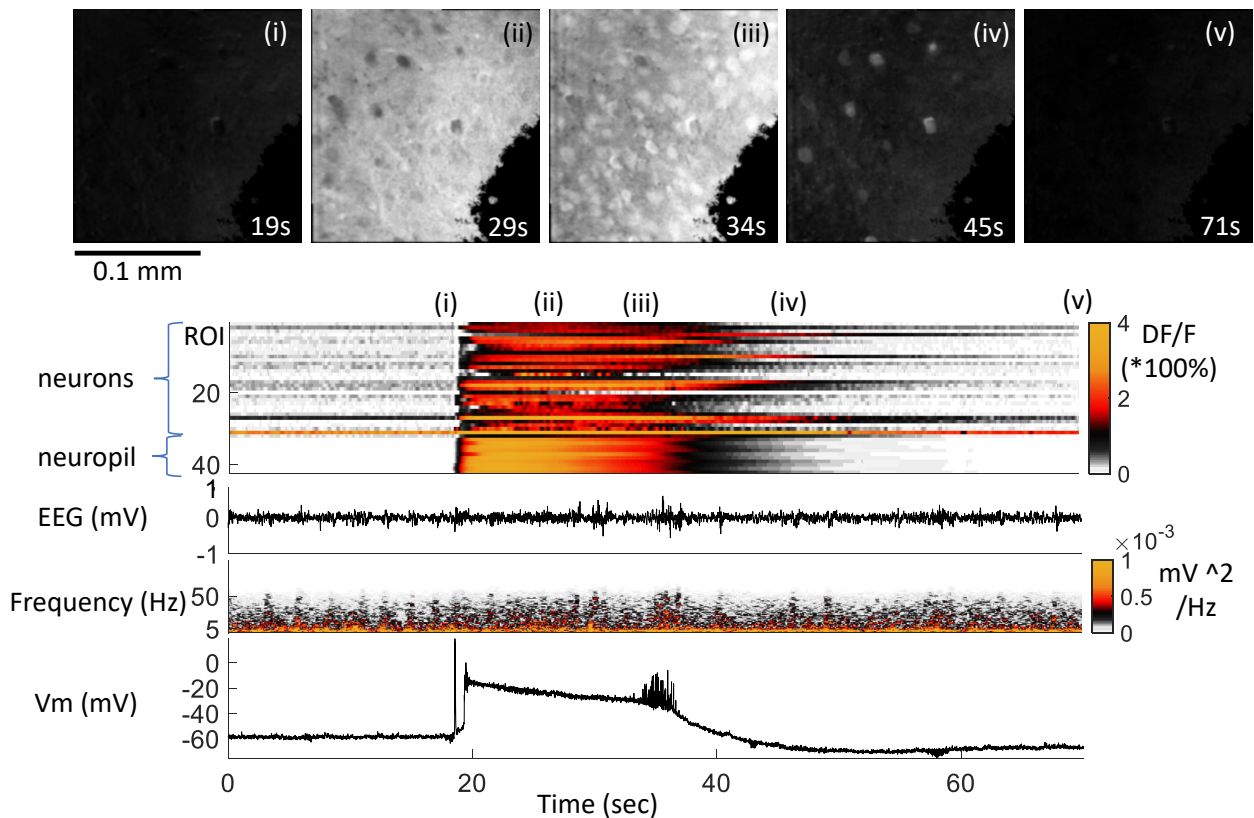 (i) (ii) (iii) (iv) (v)
19s 29s 34s 45s 71s
0.1 mm
(i) (ii) (iii) (iv) (v)
ROI
neurons
20
neuropil
40
4
DF/F
(*100%)
2
0
EEG (mV)
1
0
-1
×10⁻³
Frequency (Hz)
50
5
1
0.5
0
mV ^2
/Hz
Vm (mV)
0
-20
-40
-60
0 20 40 60
Time (sec)